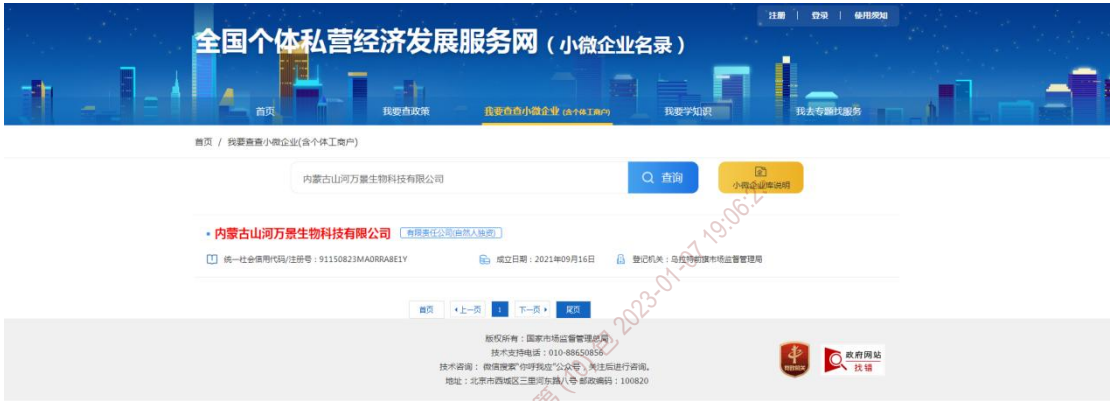 注册 | 登录 | 使用须知
全国个体私营经济发展服务网（小微企业名录）
首页 我要查政策 我要查查小微企业(含个体工商户) 我要学知识 我去专题找服务
首页 / 我要查查小微企业(含个体工商户)
内蒙古山河万景生物科技有限公司 查询 小微企业库说明
内蒙古山河万景生物科技有限公司 有限责任公司(自然人独资)
统一社会信用代码/注册号：91150823MA0RRA8E1Y 成立日期：2021年09月16日 登记机关：乌拉特前旗市场监督管理局
首页 上一页 1 下一页 尾页
版权所有：国家市场监督管理总局
技术支持电话：010-88650856
技术咨询： 微信搜索"你呼我应"公众号，关注后进行咨询。
地址：北京市西城区三里河东路八号 邮政编码：100820
党政机关
政府网站
找错
2023-01-07 19:06:2